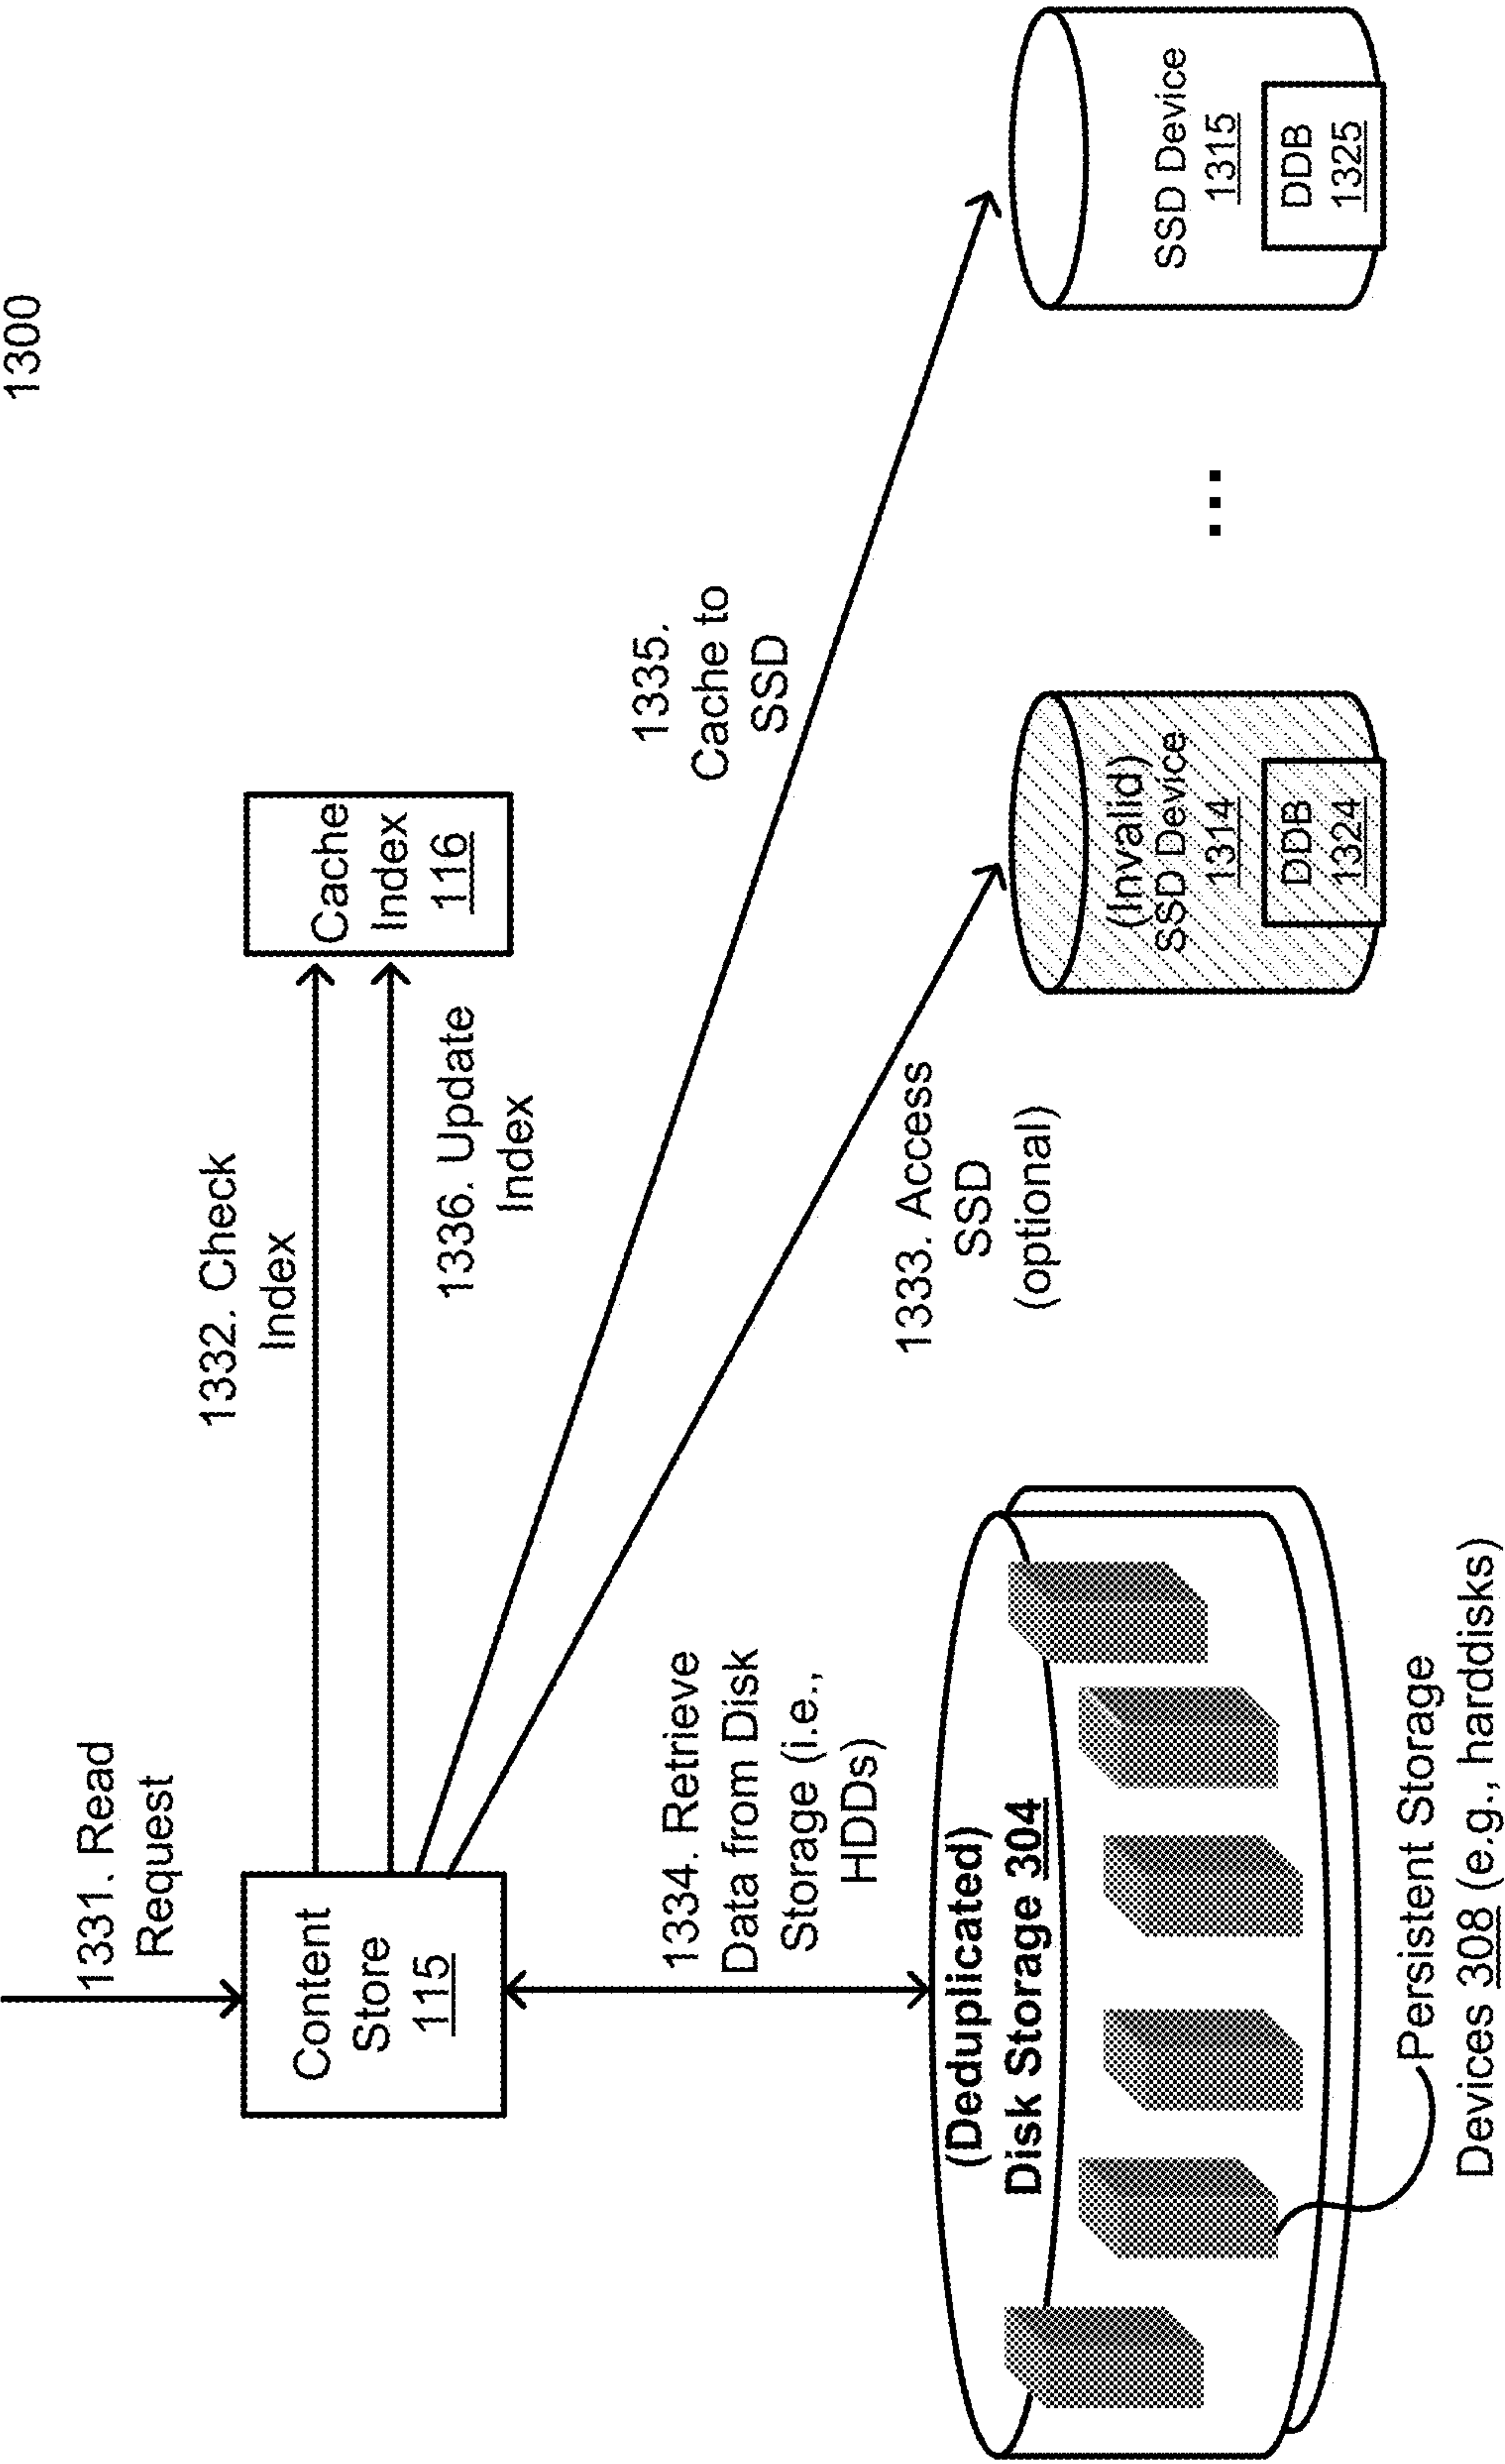 1300
1331. Read
Request
Content
Store
115
1332. Check
Index
1336. Update
Index
Cache
Index
116
1335.
Cache to
SSD
1333. Access
SSD
(optional)
1334. Retrieve
Data from Disk
Storage (i.e.,
HDDs)
(Deduplicated)
Disk Storage 304
Persistent Storage
Devices 308 (e.g., harddisks)
(Invalid)
SSD Device
1314
DDB
1324
...
SSD Device
1315
DDB
1325